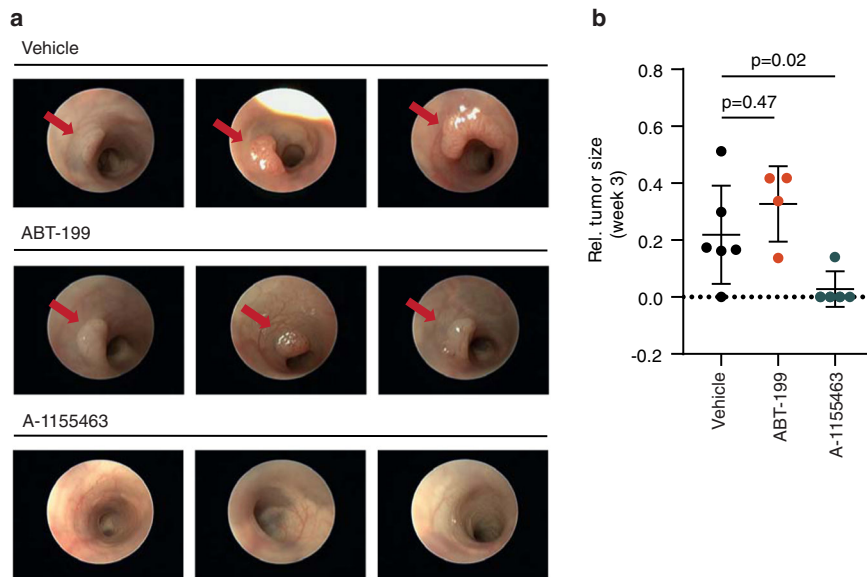 a
Vehicle
ABT-199
A-1155463
b
p=0.02
p=0.47
Rel. tumor size
(week 3)
0.8
0.6
0.4
0.2
0.0
-0.2
Vehicle
ABT-199
A-1155463